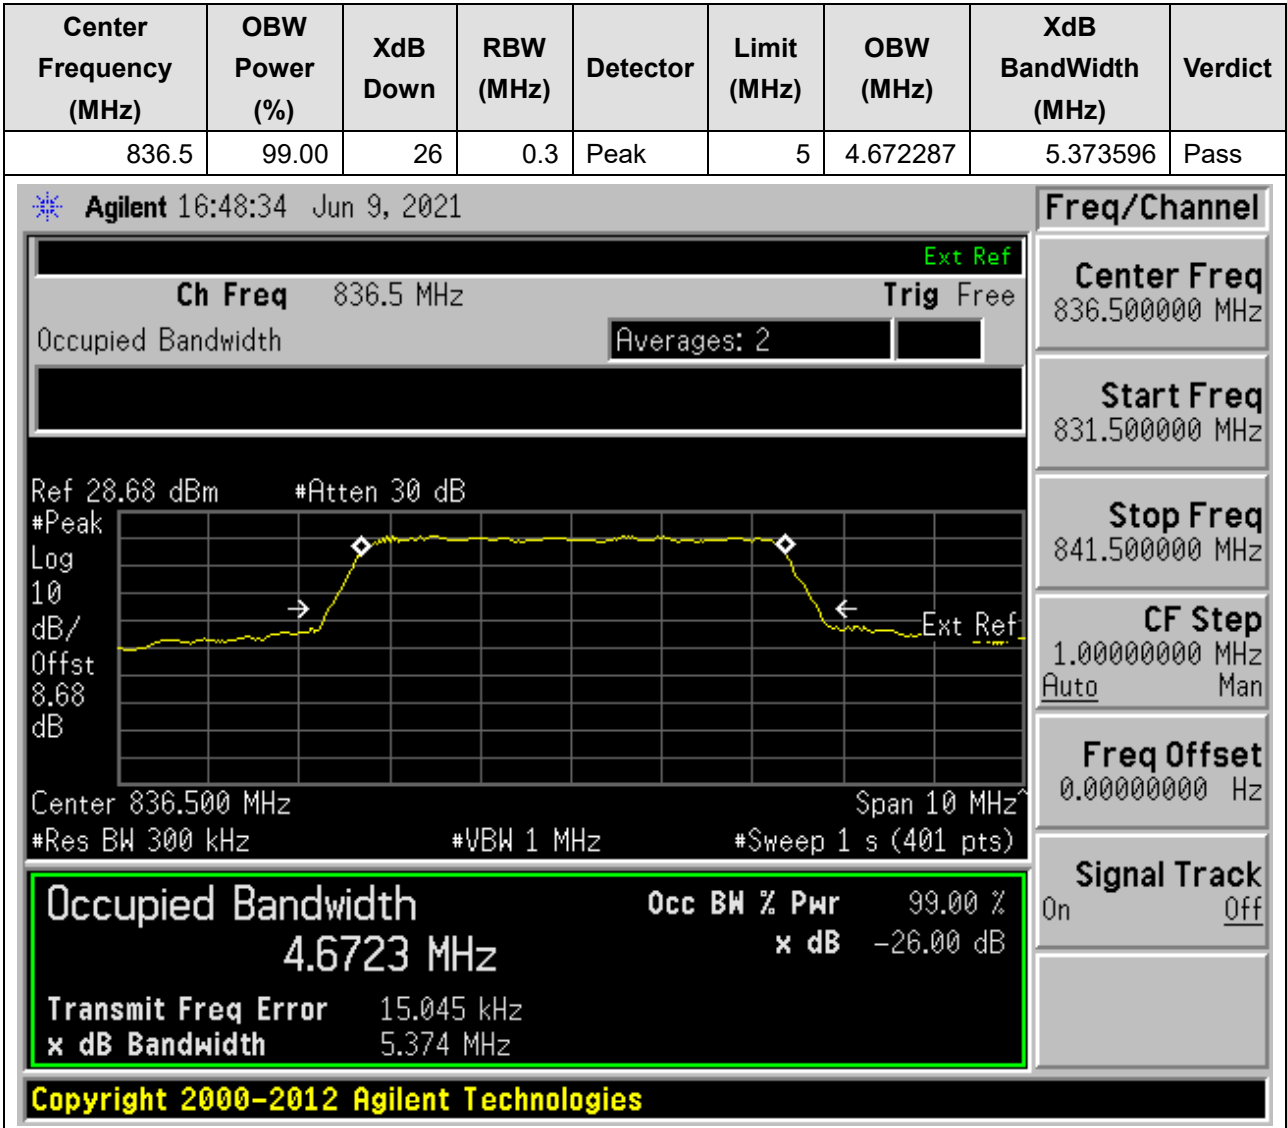 Center Frequency (MHz) OBW Power (%) XdB Down RBW (MHz) Detector Limit (MHz) OBW (MHz) XdB BandWidth (MHz) Verdict
836.5 99.00 26 0.3 Peak 5 4.672287 5.373596 Pass
Agilent 16:48:34 Jun 9, 2021
Freq/Channel
Ext Ref
Ch Freq 836.5 MHz Trig Free
Occupied Bandwidth Averages: 2
Center Freq
836.500000 MHz
Start Freq
831.500000 MHz
Stop Freq
841.500000 MHz
CF Step
1.00000000 MHz
Auto Man
Freq Offset
0.00000000 Hz
Signal Track
On Off
Ref 28.68 dBm #Atten 30 dB
#Peak
Log
10
dB/
Offst
8.68
dB
Ext Ref
Center 836.500 MHz Span 10 MHz^
#Res BW 300 kHz #VBW 1 MHz #Sweep 1 s (401 pts)
Occupied Bandwidth
4.6723 MHz
Occ BW % Pwr 99.00 %
x dB -26.00 dB
Transmit Freq Error 15.045 kHz
x dB Bandwidth 5.374 MHz
Copyright 2000-2012 Agilent Technologies